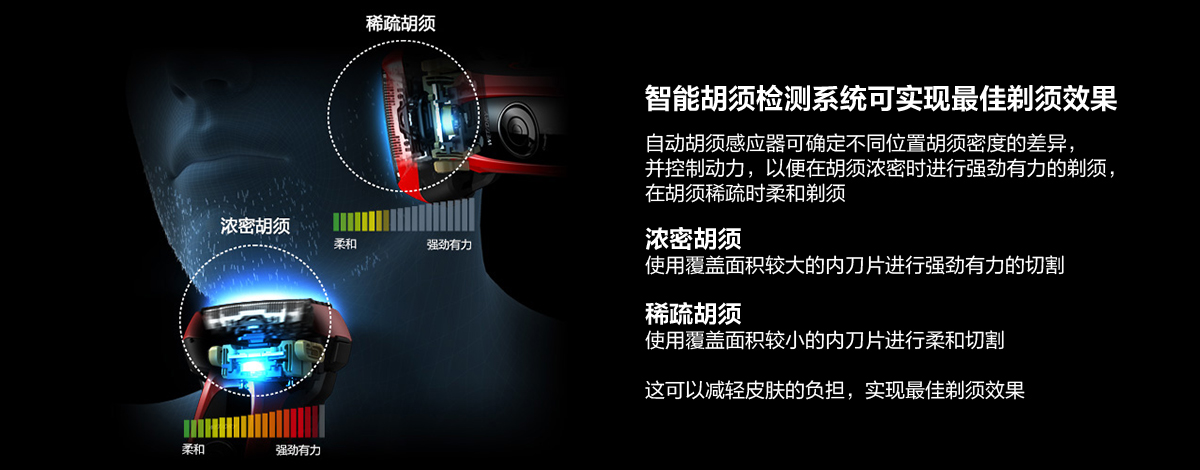 稀疏胡须
柔和
强劲有力
浓密胡须
柔和
强劲有力
智能胡须检测系统可实现最佳剃须效果
自动胡须感应器可确定不同位置胡须密度的差异，
并控制动力，以便在胡须浓密时进行强劲有力的剃须，
在胡须稀疏时柔和剃须
浓密胡须
使用覆盖面积较大的内刀片进行强劲有力的切割
稀疏胡须
使用覆盖面积较小的内刀片进行柔和切割
这可以减轻皮肤的负担，实现最佳剃须效果